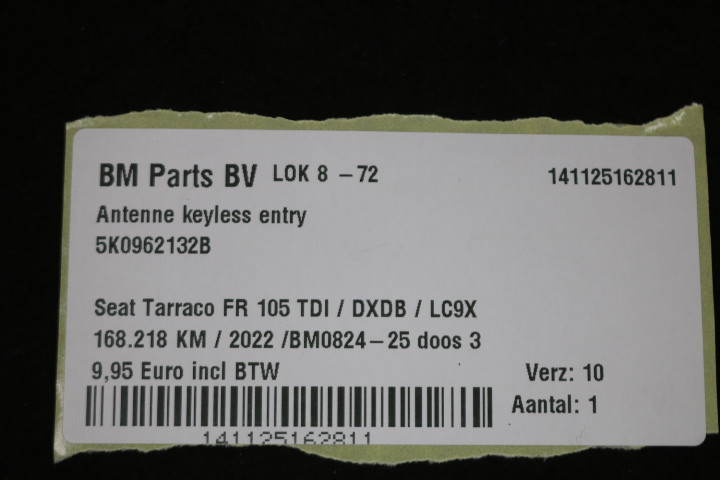 BM Parts BV LOK 8 -72 141125162811
Antenne keyless entry
5K0962132B
Seat Tarraco FR 105 TDI / DXDB / LC9X
168.218 KM / 2022 /BM0824-25 doos 3
9,95 Euro incl BTW Verz: 10
Aantal: 1
141125162811